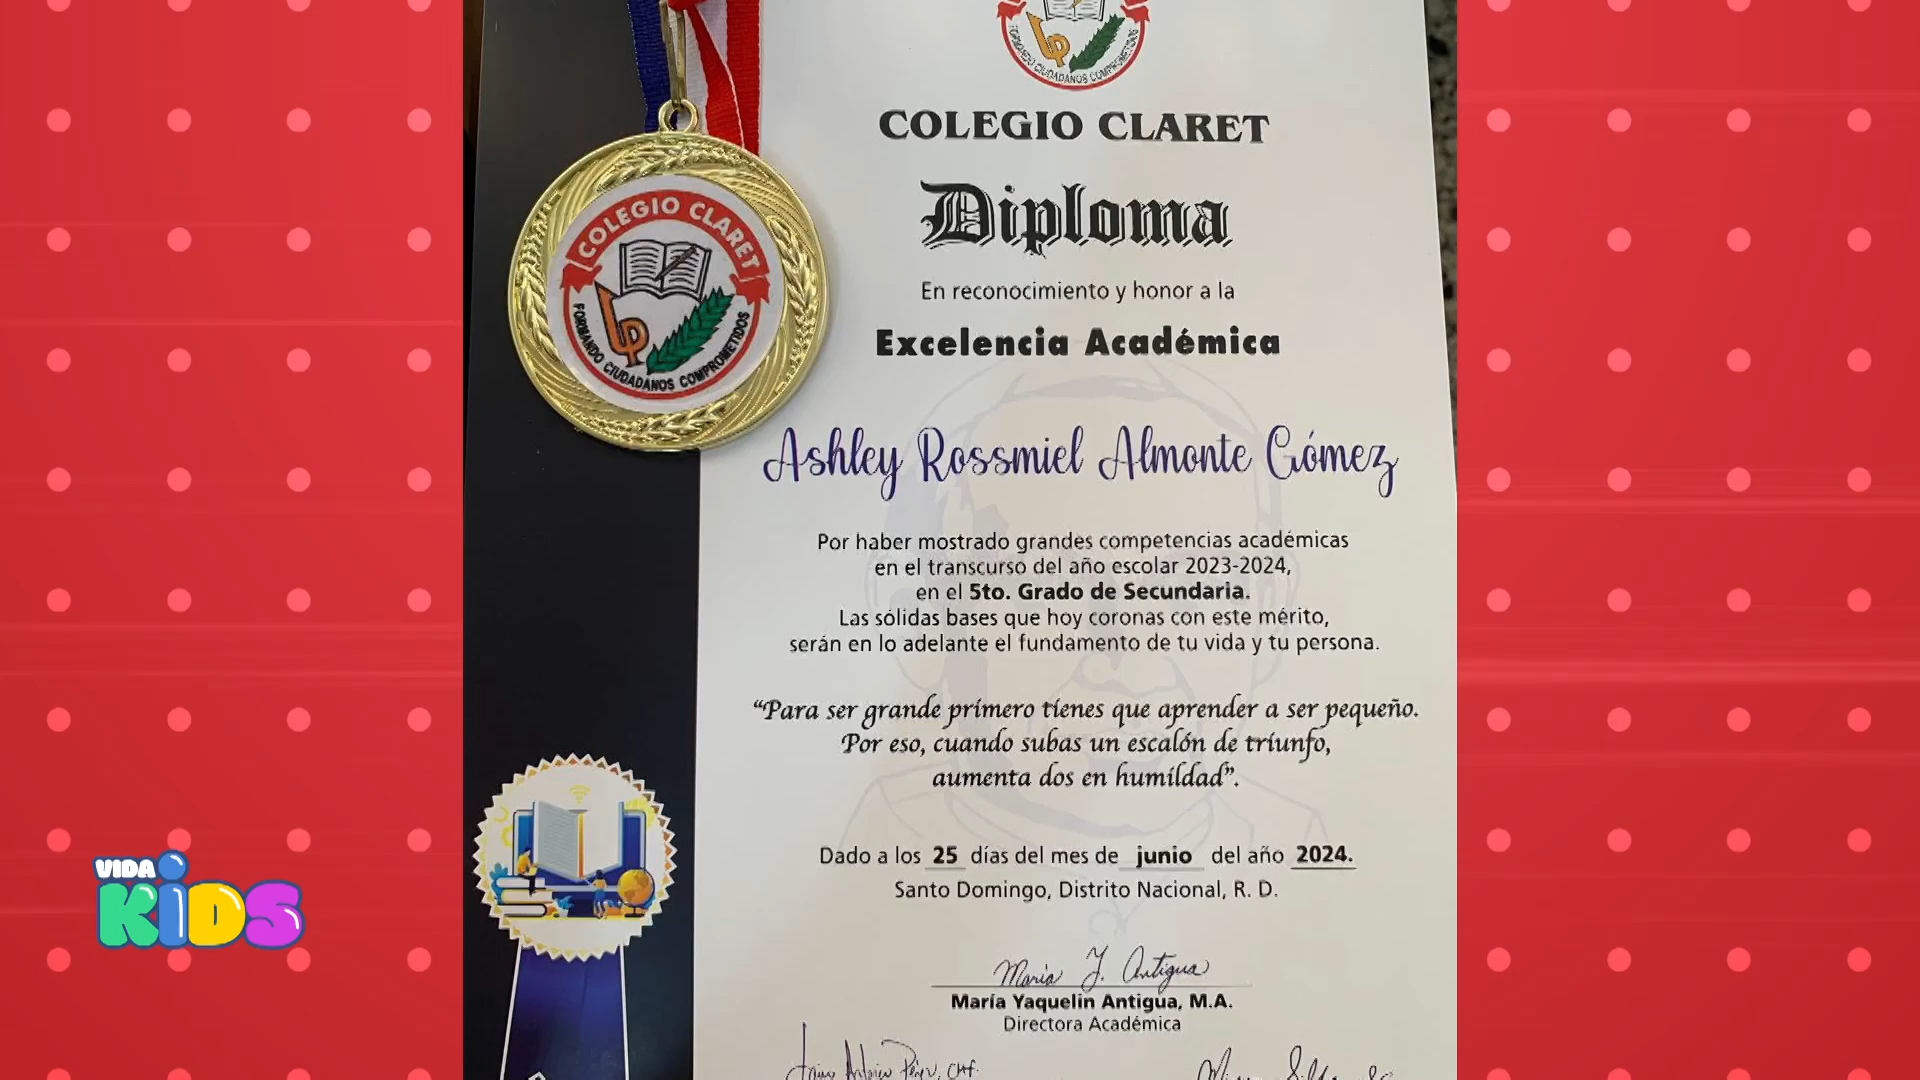 FORMANDO CIUDADANOS COMPROMETIDOS
COLEGIO CLARET
Diploma
En reconocimiento y honor a la
Excelencia Académica
Ashley Rossmiel Almonte Gómez
Por haber mostrado grandes competencias académicas
en el transcurso del año escolar 2023-2024,
en el 5to. Grado de Secundaria.
Las sólidas bases que hoy coronas con este mérito,
serán en lo adelante el fundamento de tu vida y tu persona.
“Para ser grande primero tienes que aprender a ser pequeño.
Por eso, cuando subas un escalón de triunfo,
aumenta dos en humildad”.
Dado a los 25 días del mes de junio del año 2024.
Santo Domingo, Distrito Nacional, R. D.
María Y. Antigua
María Yaquelin Antigua, M.A.
Directora Académica
COLEGIO CLARET
FORMANDO CIUDADANOS COMPROMETIDOS
VIDA
KiDS